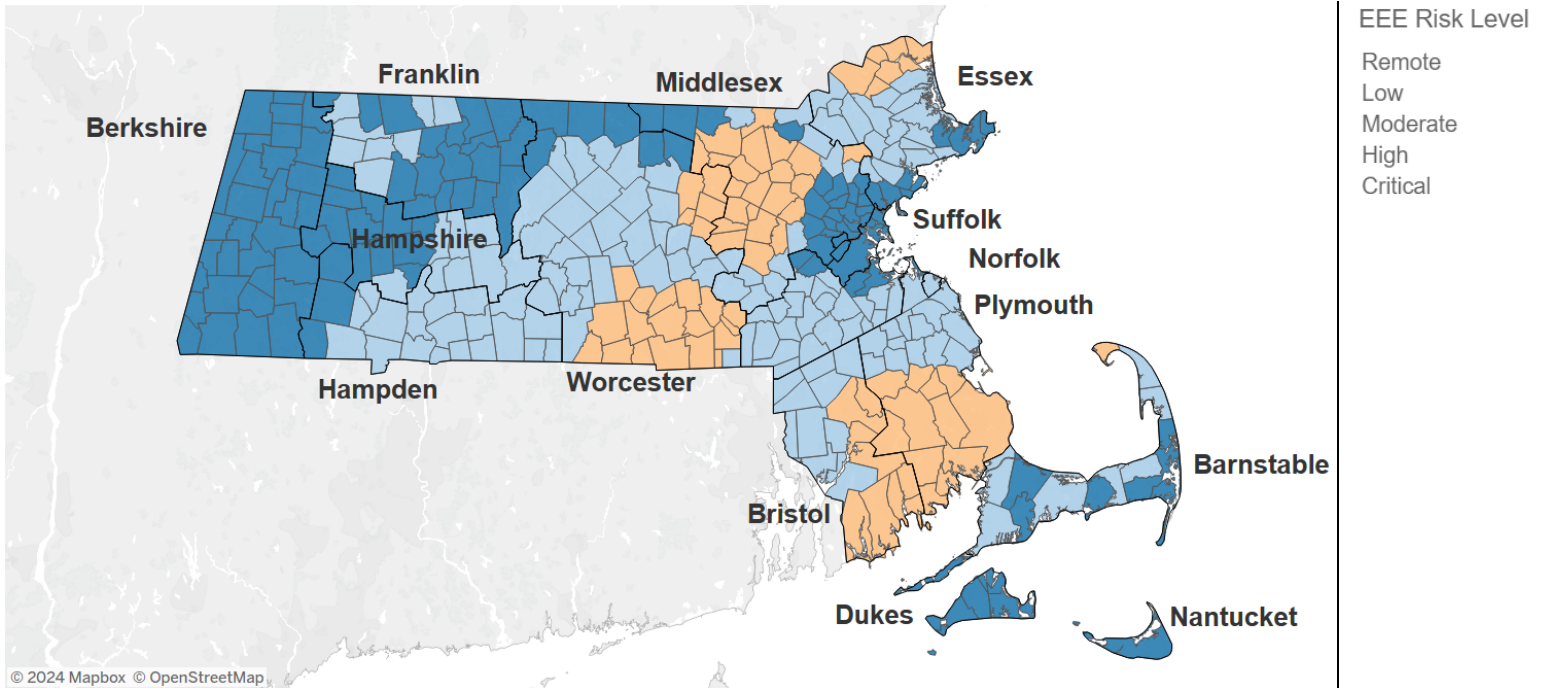 EEE Risk Level
Remote
Low
Moderate
High
Critical
Franklin
Middlesex
Essex
Berkshire
Suffolk
Hampshire
Norfolk
Plymouth
Hampden
Worcester
Barnstable
Bristol
Dukes
Nantucket
© 2024 Mapbox © OpenStreetMap